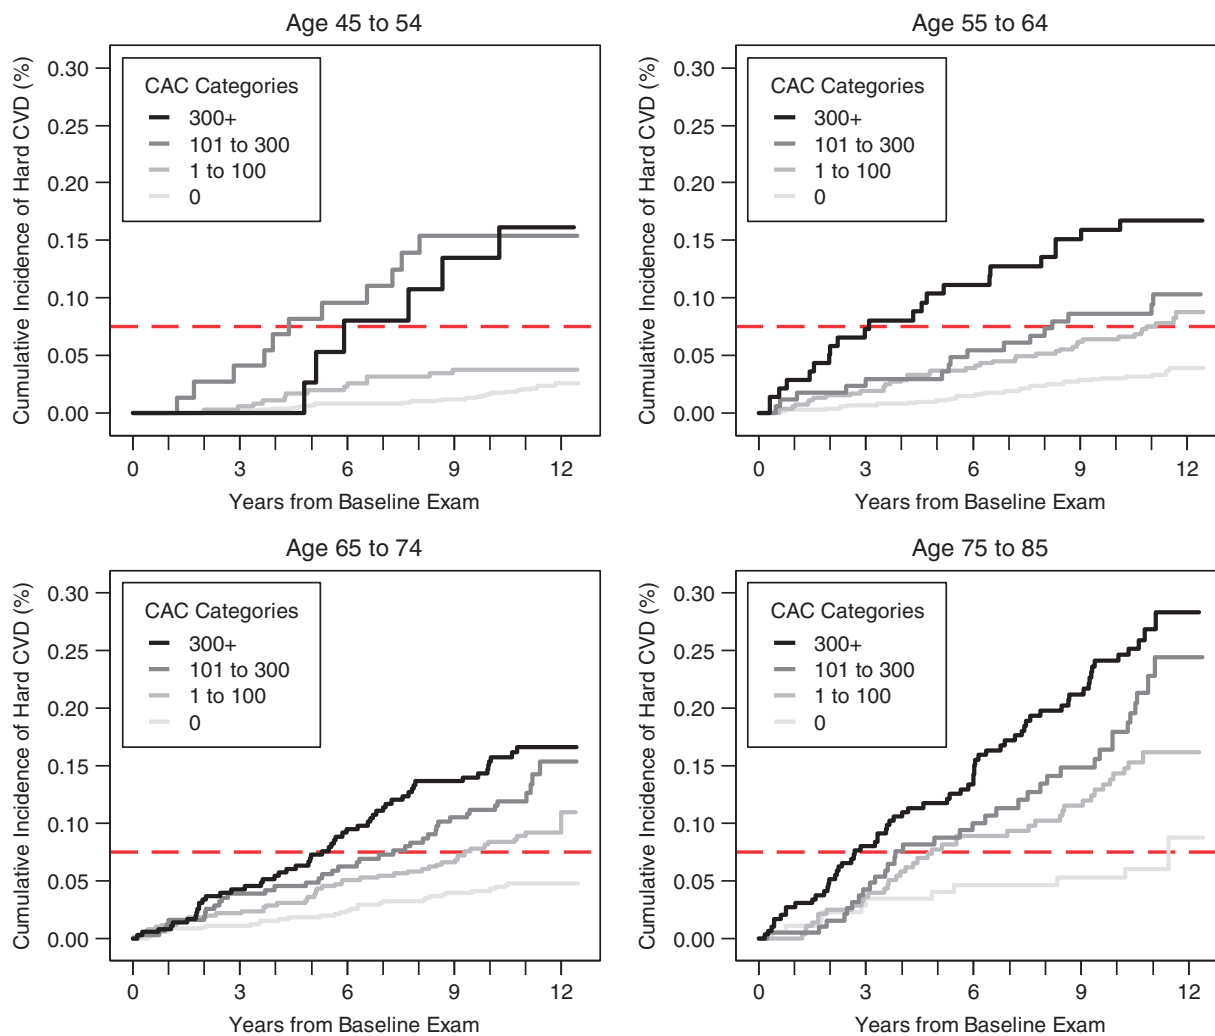 Age 45 to 54
Cumulative Incidence of Hard CVD (%)
0.30
0.25
0.20
0.15
0.10
0.05
0.00
CAC Categories
300+
101 to 300
1 to 100
0
0 3 6 9 12
Years from Baseline Exam
Age 55 to 64
Cumulative Incidence of Hard CVD (%)
0.30
0.25
0.20
0.15
0.10
0.05
0.00
CAC Categories
300+
101 to 300
1 to 100
0
0 3 6 9 12
Years from Baseline Exam
Age 65 to 74
Cumulative Incidence of Hard CVD (%)
0.30
0.25
0.20
0.15
0.10
0.05
0.00
CAC Categories
300+
101 to 300
1 to 100
0
0 3 6 9 12
Years from Baseline Exam
Age 75 to 85
Cumulative Incidence of Hard CVD (%)
0.30
0.25
0.20
0.15
0.10
0.05
0.00
CAC Categories
300+
101 to 300
1 to 100
0
0 3 6 9 12
Years from Baseline Exam